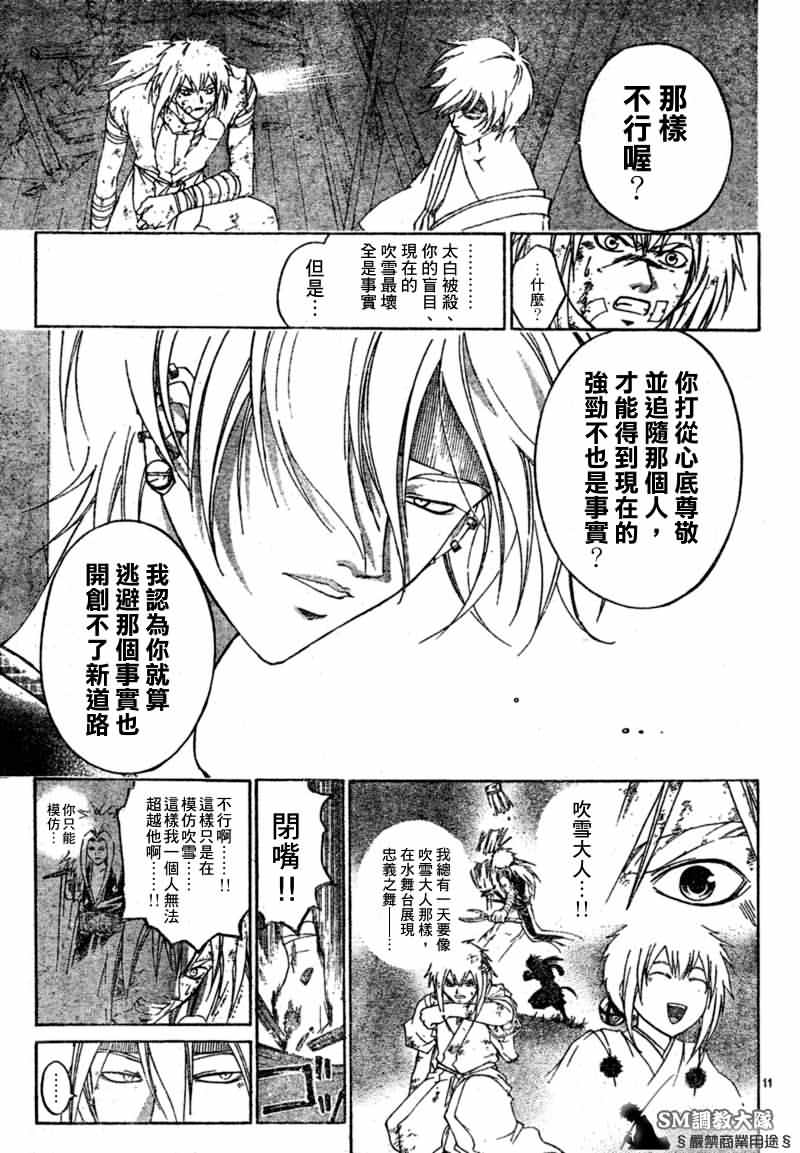 那樣
不行喔？
…什麼？
………
太白被殺、
你的盲目、
現在的
吹雪最壞
全是事實
但是…
你打從心底尊敬
並追隨那個人，
才能得到現在的
強勁不也是事實？
我認為你就算
逃避那個事實也
開創不了新道路
吹雪大人…!!
我總有一天要像
吹雪大人那樣，
在水舞台展現
忠義之舞——
閉嘴!!
不行啊……!!
這樣只是在
模仿吹雪……
這樣我一個人無法
超越他啊……!!
你只能
模仿…
……
11
SM調教大隊
§嚴禁商業用途§